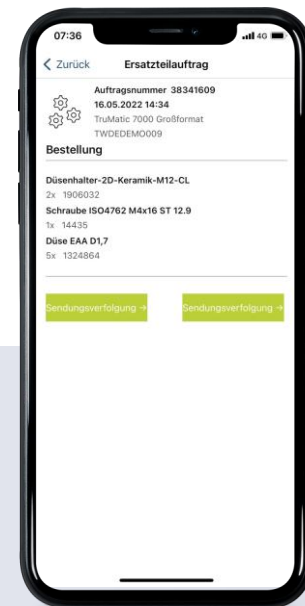 07:36
4G
Zurück Ersatzteilauftrag
Auftragsnummer 38341609
16.05.2022 14:34
TruMatic 7000 Großformat
TWDEDEMO009
Bestellung
Düsenhalter-2D-Keramik-M12-CL
2x 1906032
Schraube ISO4762 M4x16 ST 12.9
1x 14435
Düse EAA D1,7
5x 1324864
Sendungsverfolgung → Sendungsverfolgung →